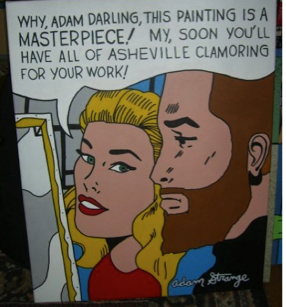 WHY, ADAM DARLING, THIS PAINTING IS A
MASTERPIECE! MY, SOON YOU'LL
HAVE ALL OF ASHEVILLE CLAMORING
FOR YOUR WORK!
adam Strange